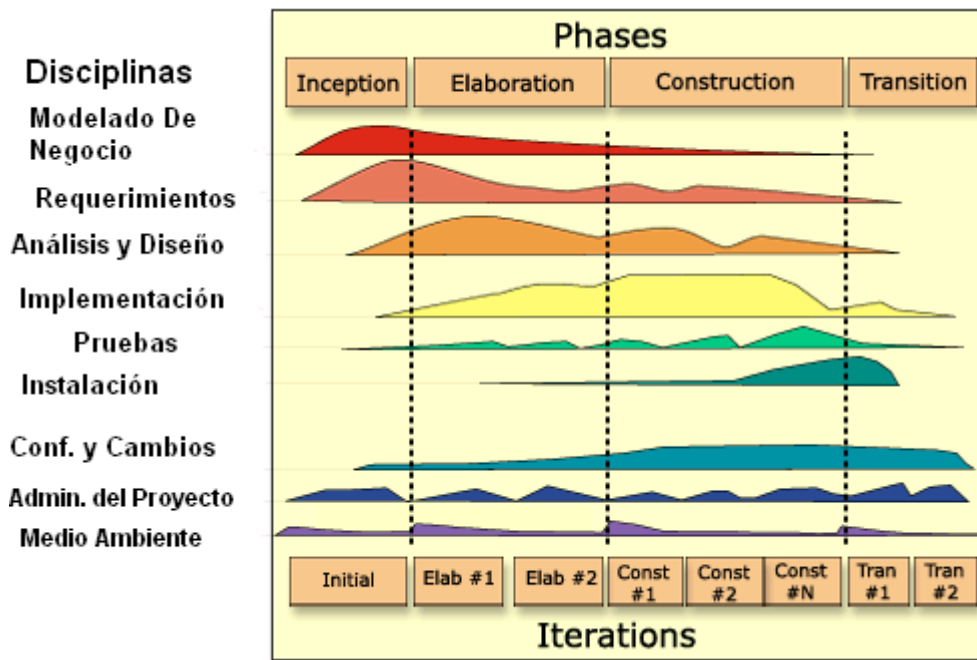 Phases
Disciplinas
Inception
Elaboration
Construction
Transition
Modelado De
Negocio
Requerimientos
Análisis y Diseño
Implementación
Pruebas
Instalación
Conf. y Cambios
Admin. del Proyecto
Medio Ambiente
Initial
Elab #1
Elab #2
Const
#1
Const
#2
Const
#N
Tran
#1
Tran
#2
Iterations